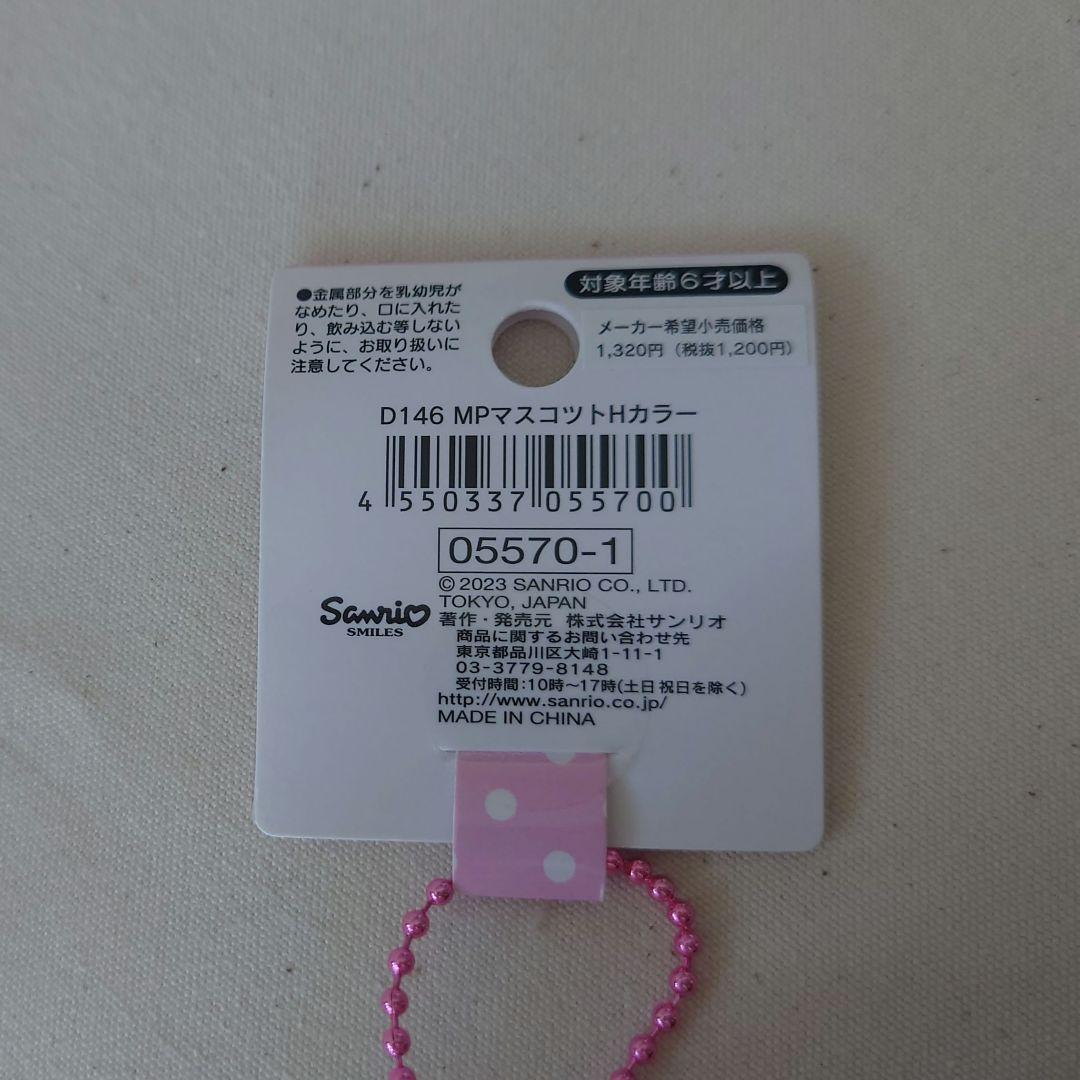 ●金属部分を乳幼児が
なめたり、口に入れた
り、飲み込む等しない
ように、お取り扱いに
注意してください。
対象年齢6才以上
メーカー希望小売価格
1,320円（税抜1,200円）
D146 MPマスコツトHカラー
4 550337 055700
05570-1
© 2023 SANRIO CO., LTD.
TOKYO, JAPAN
著作・発売元 株式会社サンリオ
Sanrio
SMILES
商品に関するお問い合わせ先
東京都品川区大崎1-11-1
03-3779-8148
受付時間:10時〜17時(土日祝日を除く)
http://www.sanrio.co.jp/
MADE IN CHINA